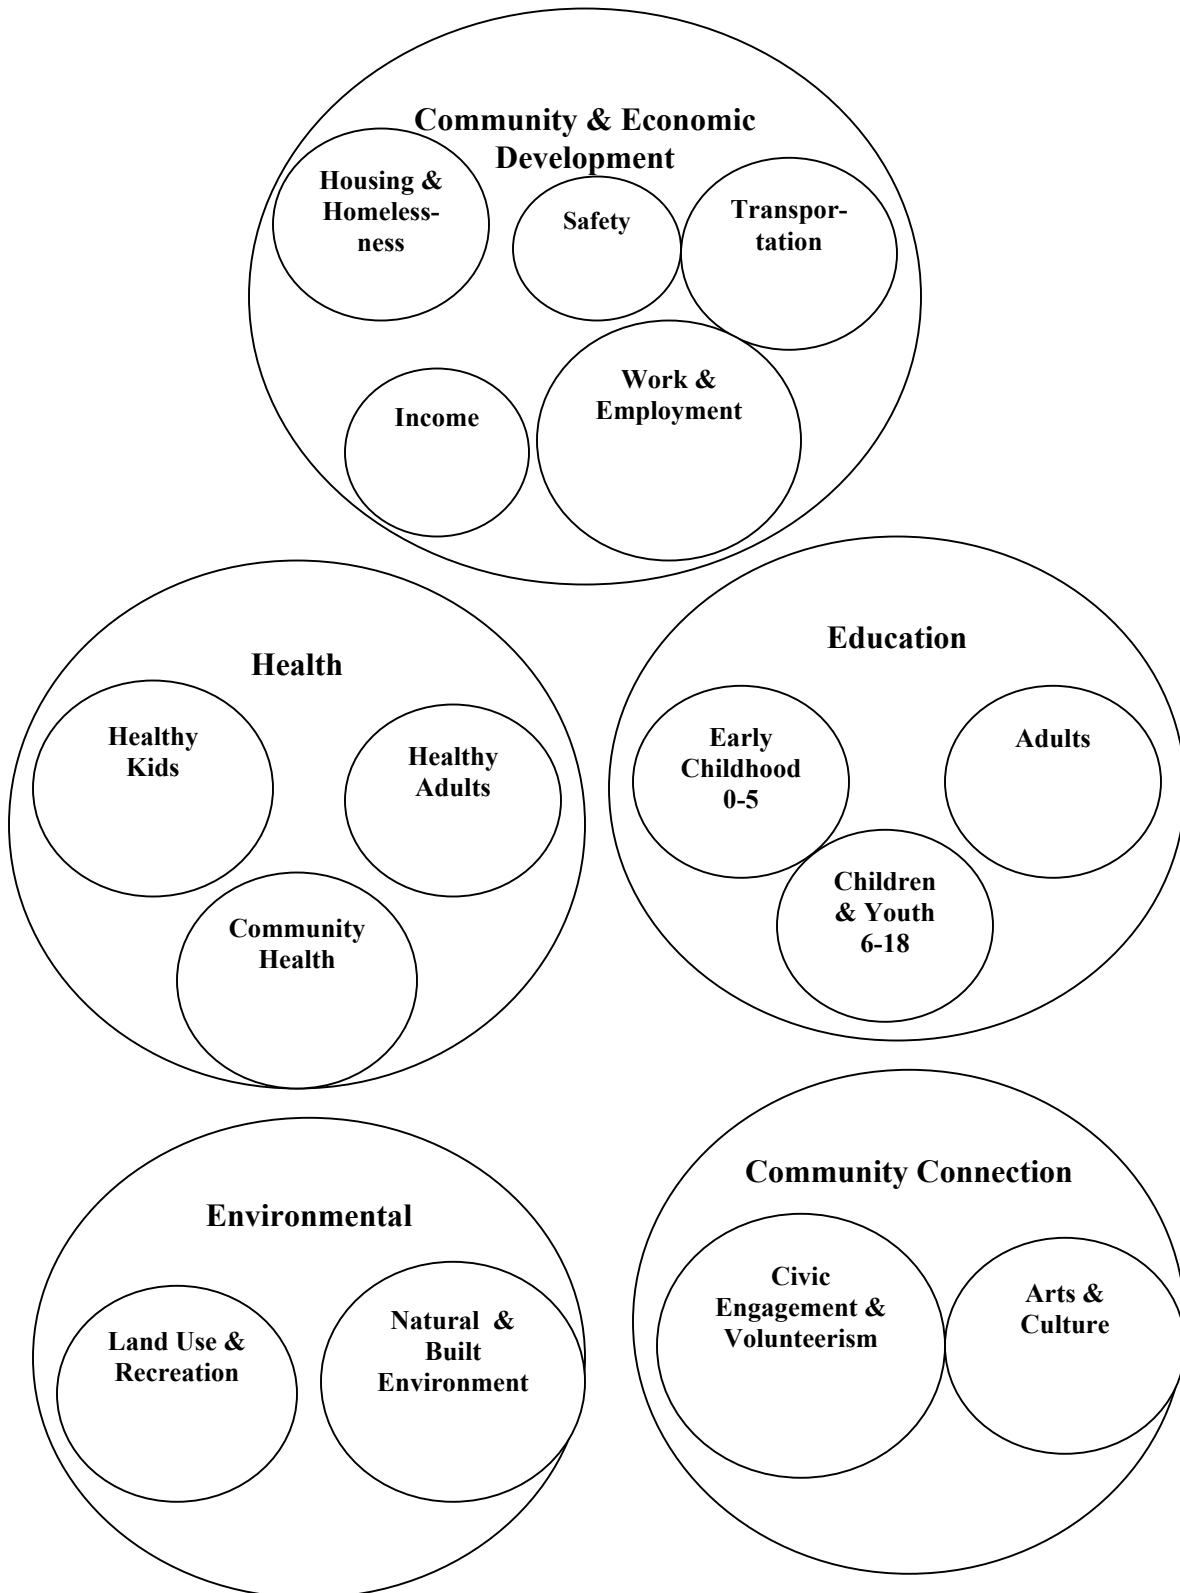 Community & Economic
Development
Housing &
Homeless-
ness
Safety
Transpor-
tation
Income
Work &
Employment
Health
Healthy
Kids
Healthy
Adults
Community
Health
Education
Early
Childhood
0-5
Adults
Children
& Youth
6-18
Environmental
Land Use &
Recreation
Natural &
Built
Environment
Community Connection
Civic
Engagement &
Volunteerism
Arts &
Culture